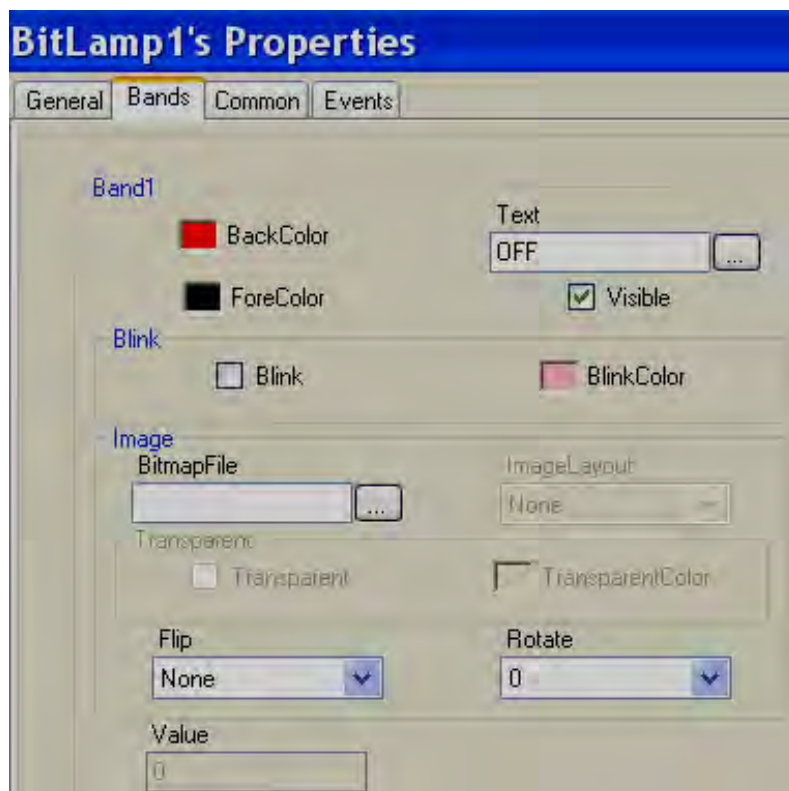 BitLamp1's Properties
General Bands Common Events
Band1
BackColor
Text
OFF
...
ForeColor
Visible
Blink
Blink
BlinkColor
Image
BitmapFile
ImageLayout
...
None
Transparent
Transparent
TransparentColor
Flip
Rotate
None
0
Value
0